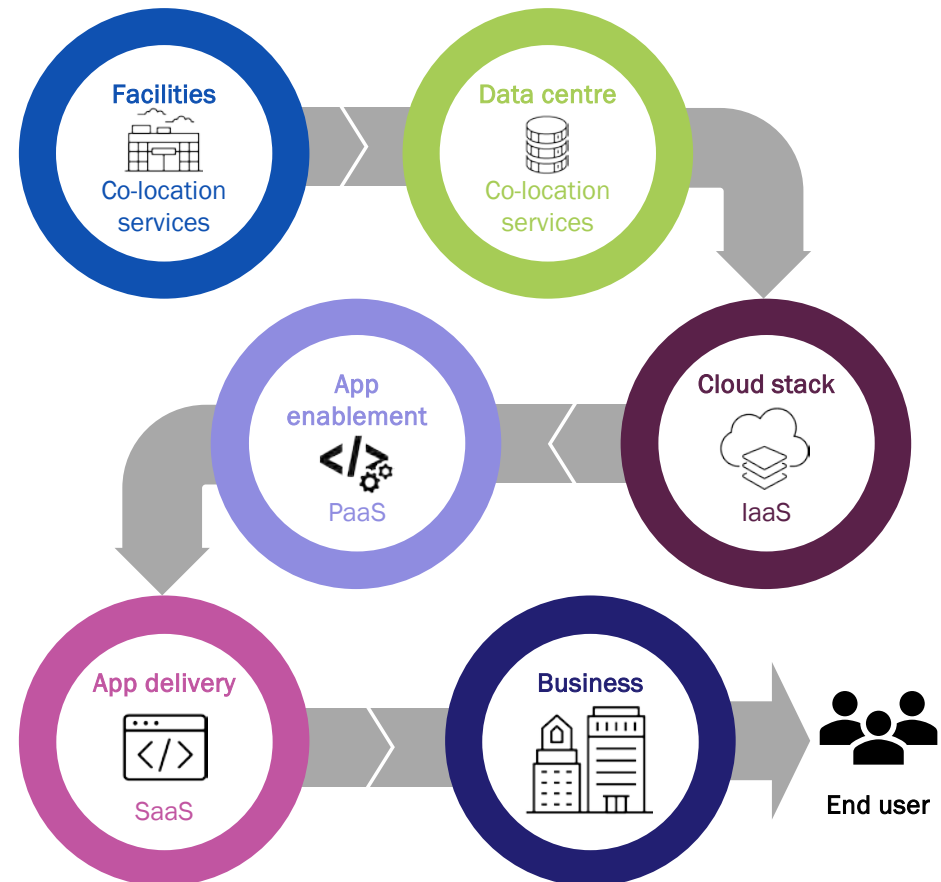 Facilities
Co-location
services
Data centre
Co-location
services
Cloud stack
IaaS
App
enablement
</>
PaaS
App delivery
</>
SaaS
Business
End user